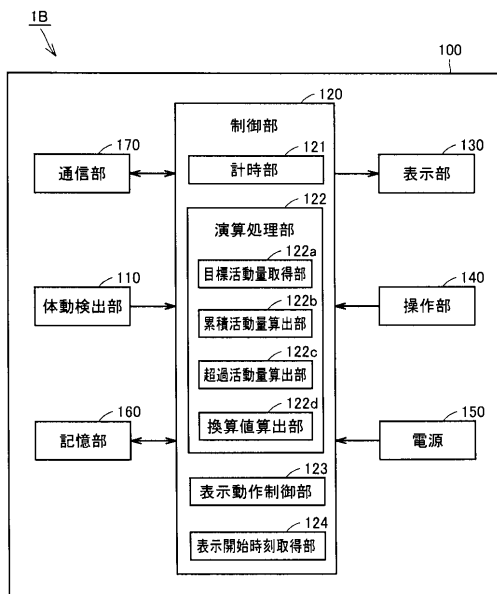 1B
100
120
制御部
170
通信部
121
計時部
130
表示部
122
演算処理部
122a
目標活動量取得部
110
体動検出部
122b
累積活動量算出部
140
操作部
122c
超過活動量算出部
122d
換算値算出部
160
記憶部
150
電源
123
表示動作制御部
124
表示開始時刻取得部